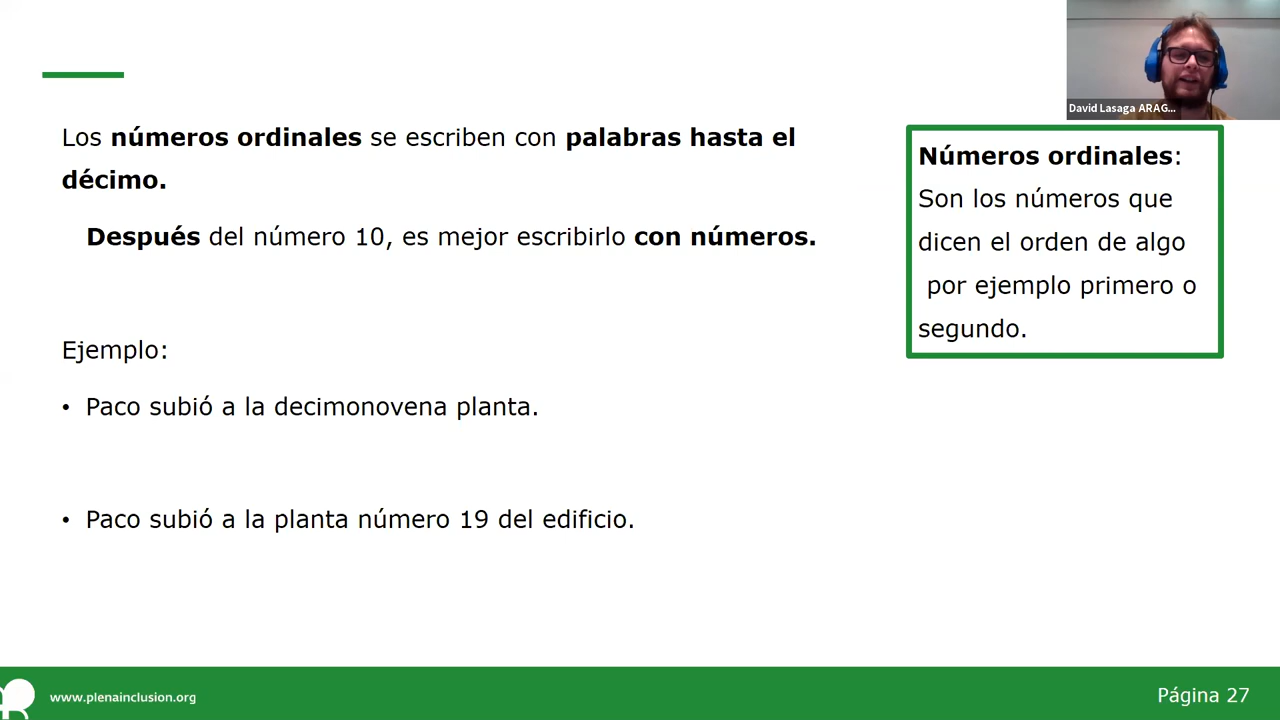 David Lasaga ARAG...
Los números ordinales se escriben con palabras hasta el
décimo.
Después del número 10, es mejor escribirlo con números.
Ejemplo:
• Paco subió a la decimonovena planta.
• Paco subió a la planta número 19 del edificio.
Números ordinales:
Son los números que
dicen el orden de algo
por ejemplo primero o
segundo.
www.plenainclusion.org
Página 27